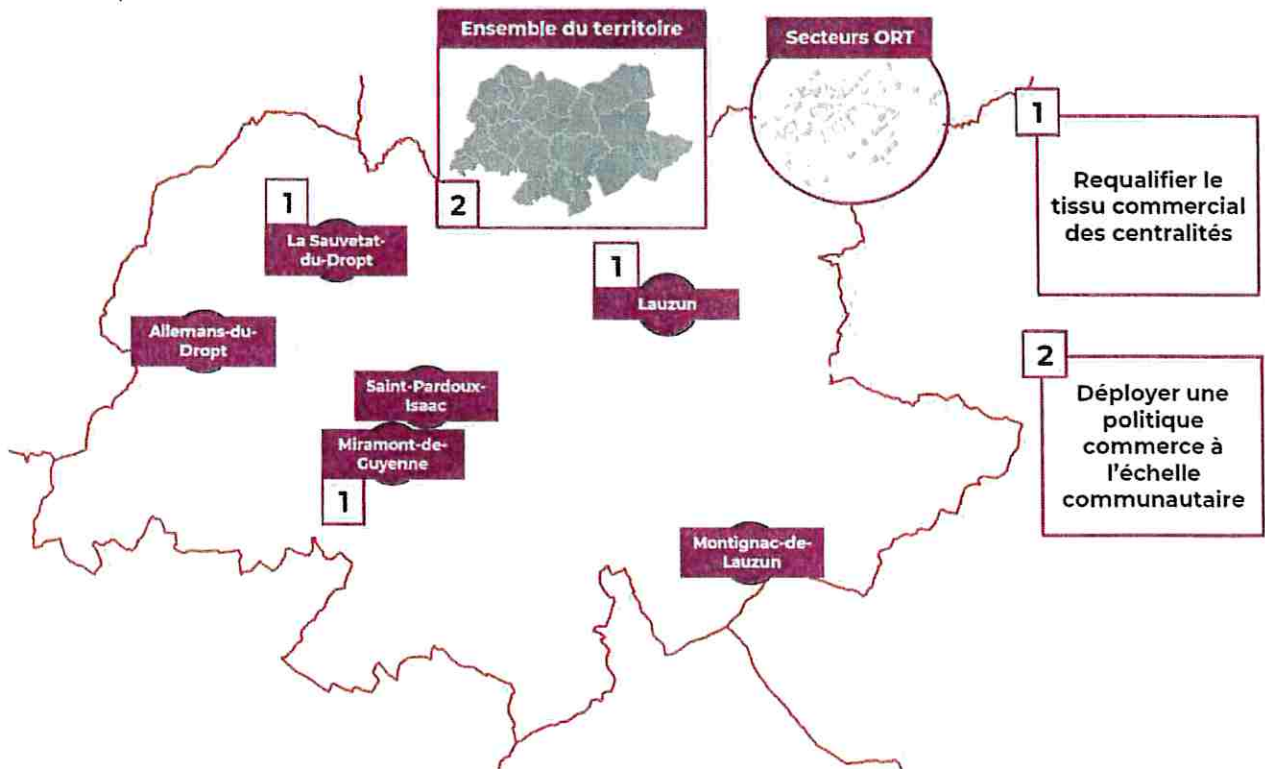 Ensemble du territoire
Secteurs ORT
2
1
Requalifier le
tissu commercial
des centralités
1
La Sauvetat-
du-Dropt
1
Lauzun
Allemans-du-
Dropt
Saint-Pardoux-
Isaac
Miramont-de-
Guyenne
1
2
Déployer une
politique
commerce à
l'échelle
communautaire
Montignac-de-
Lauzun